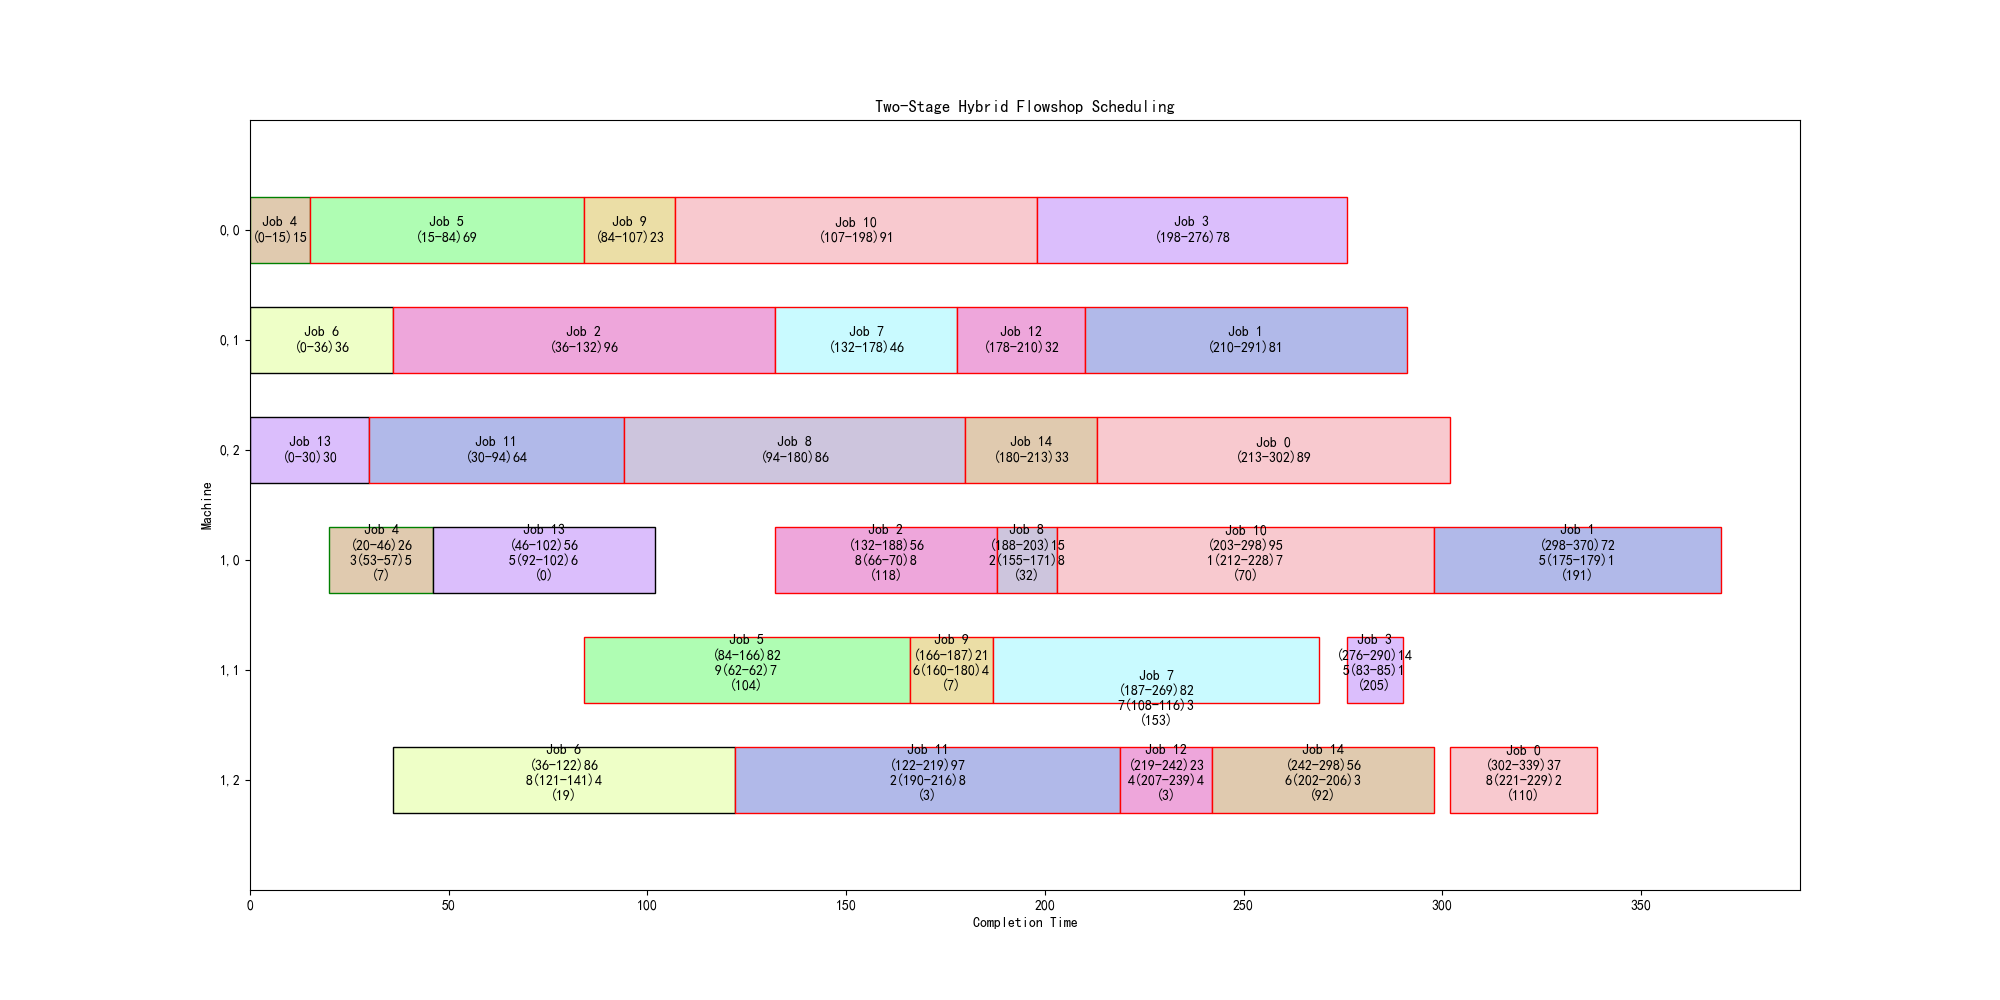 Two-Stage Hybrid Flowshop Scheduling
Machine
0,0
Job 4
(0-15)15
Job 5
(15-84)69
Job 9
(84-107)23
Job 10
(107-198)91
Job 3
(198-276)78
0,1
Job 6
(0-36)36
Job 2
(36-132)96
Job 7
(132-178)46
Job 12
(178-210)32
Job 1
(210-291)81
0,2
Job 13
(0-30)30
Job 11
(30-94)64
Job 8
(94-180)86
Job 14
(180-213)33
Job 0
(213-302)89
1,0
Job 4
(20-46)26
3(53-57)5
(7)
Job 13
(46-102)56
5(92-102)6
(0)
Job 2
(132-188)56
8(66-70)8
(118)
Job 8
(188-203)15
2(155-171)8
(32)
Job 10
(203-298)95
1(212-228)7
(70)
Job 1
(298-370)72
5(175-179)1
(191)
1,1
Job 5
(84-166)82
9(62-62)7
(104)
Job 9
(166-187)21
6(160-180)4
(7)
Job 7
(187-269)82
7(108-116)3
(153)
Job 3
(276-290)14
5(83-85)1
(205)
1,2
Job 6
(36-122)86
8(121-141)4
(19)
Job 11
(122-219)97
2(190-216)8
(3)
Job 12
(219-242)23
4(207-239)4
(3)
Job 14
(242-298)56
6(202-206)3
(92)
Job 0
(302-339)37
8(221-229)2
(110)
0 50 100 150 200 250 300 350
Completion Time